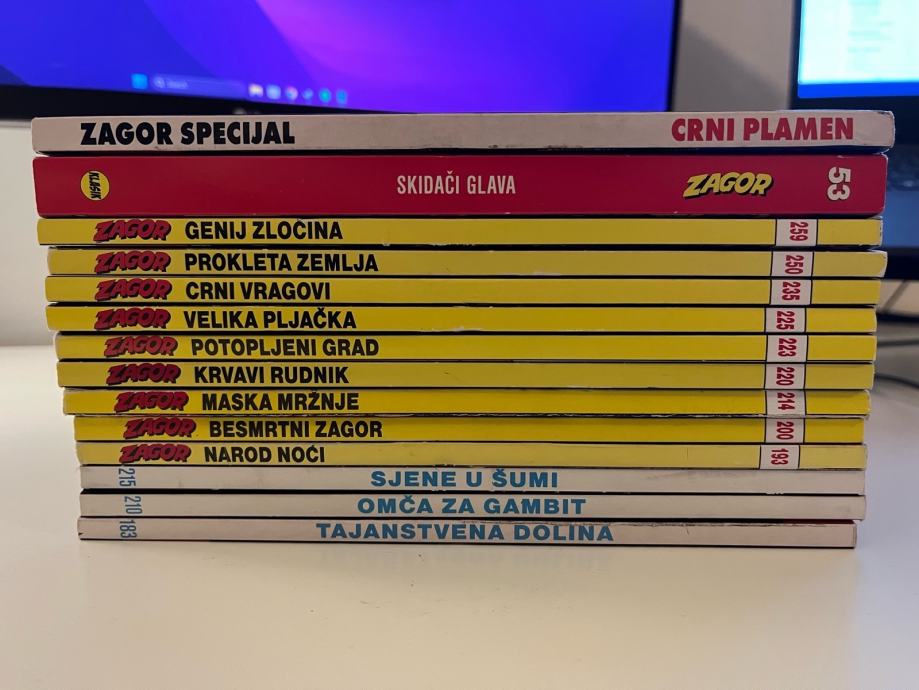 ZAGOR SPECIJAL CRNI PLAMEN
KLASIK SKIDAČI GLAVA ZAGOR 53
ZAGOR GENIJ ZLOČINA 259
ZAGOR PROKLETA ZEMLJA 250
ZAGOR CRNI VRAGOVI 235
ZAGOR VELIKA PLJAČKA 225
ZAGOR POTOPLJENI GRAD 223
ZAGOR KRVAVI RUDNIK 220
ZAGOR MASKA MRŽNJE 214
ZAGOR BESMRTNI ZAGOR 200
ZAGOR NAROD NOĆI 193
215 SJENE U ŠUMI
210 OMČA ZA GAMBIT
183 TAJANSTVENA DOLINA